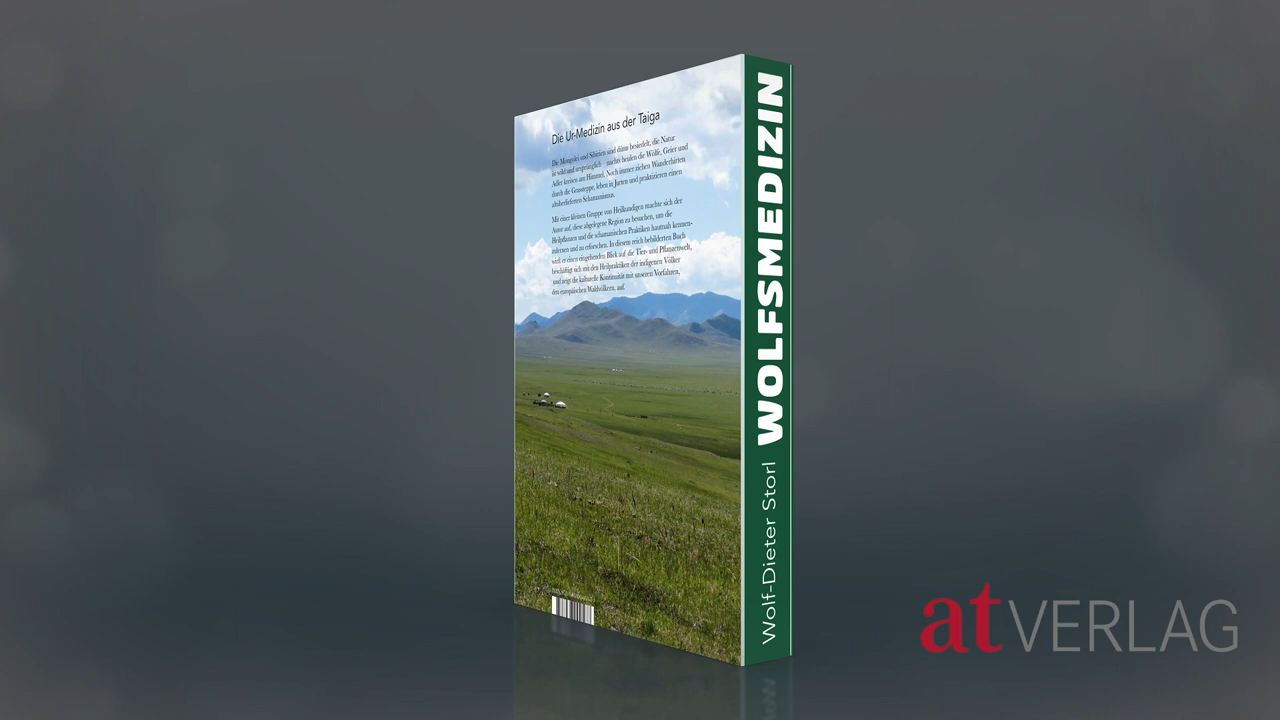 Die Ur-Medizin aus der Taiga
Die Mongolei und Sibirien sind dünn besiedelt, die Natur
ist wild und ursprünglich – nachts heulen die Wölfe, Geier und
Adler kreisen am Himmel. Noch immer ziehen Wanderhirten
durch die Grassteppe, leben in Jurten und praktizieren einen
altüberlieferten Schamanismus.
Mit einer kleinen Gruppe von Heilkundigen machte sich der
Autor auf, diese abgelegene Region zu besuchen, um die
Heilpflanzen und die schamanischen Praktiken hautnah kennen-
zulernen und zu erforschen. In diesem reich bebilderten Buch
wirft er einen eingehenden Blick auf die Tier- und Pflanzenwelt,
beschäftigt sich mit den Heilpraktiken der indigenen Völker
und zeigt die kulturelle Kontinuität mit unseren Vorfahren,
den europäischen Waldvölkern, auf.
Wolf-Dieter Storl WOLFSMEDIZIN
at VERLAG